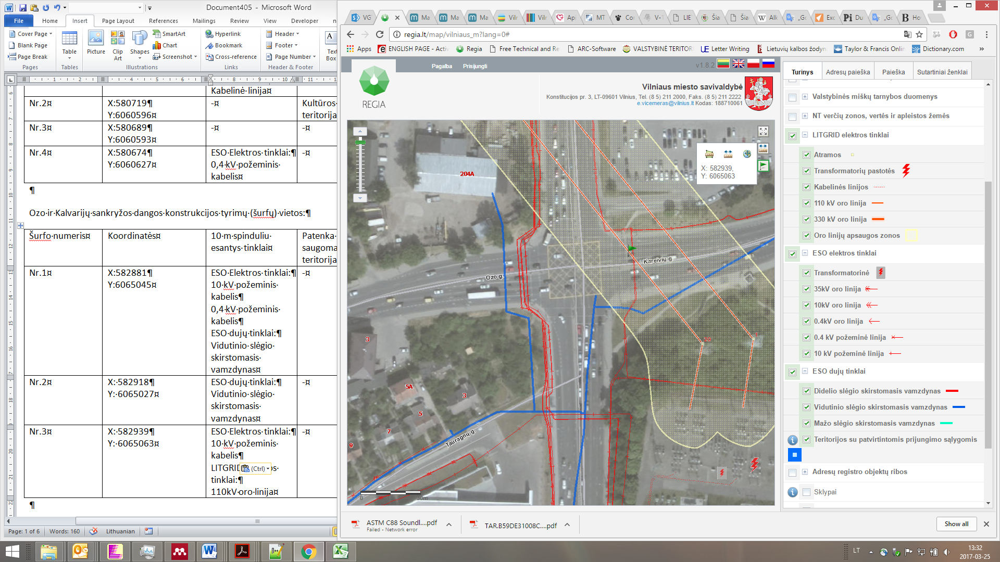 Document405 - Microsoft Word
File
Home
Insert
Page Layout
References
Mailings
Review
View
Developer
Cover Page
Blank Page
Page Break
Pages
Table
Tables
Picture
Clip Art
Shapes
SmartArt
Chart
Screenshot
Illustrations
Hyperlink
Bookmark
Cross-reference
Links
Header
Footer
Page Number
Header & Footer
Text Box
Kabelinė· linija¤
Nr.2¤
X:580719¶
Y:6060596¤
-¤
Kultūros·
teritorija
Nr.3¤
X:580689¶
Y:6060593¤
-¤
-¤
Nr.4¤
X:580674¶
Y:6060627¤
ESO·Elektros·tinklai:¶
0,4·kV·požeminis·
kabelis¤
-¤
¶
Ozo·ir·Kalvarijų·sankryžos·dangos·konstrukcijos·tyrimų·(šurfų)·vietos:¶
Šurfo·numeris¤
Koordinatės¤
10·m·spinduliu·
esantys·tinklai¤
Patenka·
saugoma
teritorija
Nr.1¤
X:582881¶
Y:6065045¤
ESO·Elektros·tinklai:¶
10·kV·požeminis·
kabelis¶
0,4·kV·požeminis·
kabelis¶
ESO·dujų·tinklai:¶
Vidutinio·slėgio·
skirstomasis·
vamzdynas¤
-¤
Nr.2¤
X:·582918¶
Y:·6065027¤
ESO·dujų·tinklai:¶
Vidutinio·slėgio·
skirstomasis·
vamzdynas¤
-¤
Nr.3¤
X:·582939¶
Y:·6065063¤
ESO·Elektros·tinklai:¶
10·kV·požeminis·
kabelis¶
LITGRID
(Ctrl)
tinklai:¶
110kV·oro·linija¤
-¤
¶
Page: 1 of 6
Words: 160
Lithuanian
VG
Ma
Ma
Ma
Viln
Viln
Api
MT
Cor
V-1
LIE
Šia
Šia
Alk
„Go
Exc
Du
„Go
Ho
regia.lt/map/vilniaus_m?lang=0#
Apps
ENGLISH PAGE - Activ
Regia
Free Technical and Re
ARC-Software
VALSTYBINĖ TERITORI
Letter Writing
Lietuvių kalbos žodyn
Taylor & Francis Onlin
Dictionary.com
»
Pagalba
Prisijungti
v1.8.2
REGIA
Vilniaus miesto savivaldybė
Konstitucijos pr. 3, LT-09601 Vilnius, Tel. (8 5) 211 2000, Faks. (8 5) 211 2222
e.vicemeras@vilnius.lt Kodas: 188710061
204A
X: 582939,
Y: 6065063
Kareivių g.
Ozo g.
3
5A
3
5
7
9
Tauragnų g.
0
30m
Turinys
Adresų paieška
Paieška
Sutartiniai ženklai
Valstybinės miškų tarnybos duomenys
NT verčių zonos, vertės ir apleistos žemės
LITGRID elektros tinklai
Atramos
Transformatorių pastotės
Kabelinės linijos
110 kV oro linija
330 kV oro linija
Oro linijų apsaugos zonos
ESO elektros tinklai
Transformatorinė
35kV oro linija
10kV oro linija
0.4kV oro linija
0.4 kV požeminė linija
10 kV požeminė linija
ESO dujų tinklai
Didelio slėgio skirstomasis vamzdynas
Vidutinio slėgio skirstomasis vamzdynas
Mažo slėgio skirstomasis vamzdynas
Teritorijos su patvirtintomis prijungimo sąlygomis
Adresų registro objektų ribos
Sklypai
ASTM C88 Soundl....pdf
Failed - Network error
TAR.B59DE31008C....pdf
Show all
LT
13:32
2017-03-25